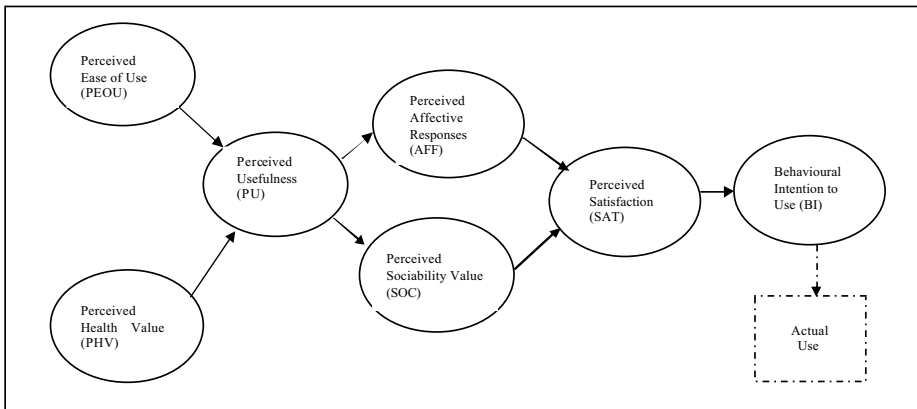 Perceived
Ease of Use
(PEOU)
Perceived
Health Value
(PHV)
Perceived
Usefulness
(PU)
Perceived
Affective
Responses
(AFF)
Perceived
Sociability Value
(SOC)
Perceived
Satisfaction
(SAT)
Behavioural
Intention to
Use (BI)
Actual
Use